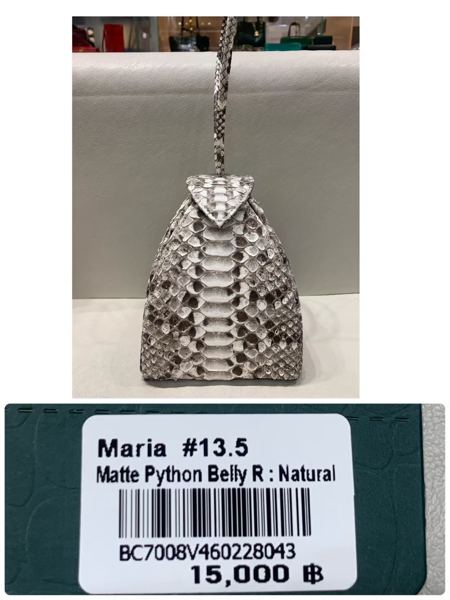 Maria #13.5
Matte Python Belly R : Natural
BC7008V460228043
15,000 ฿